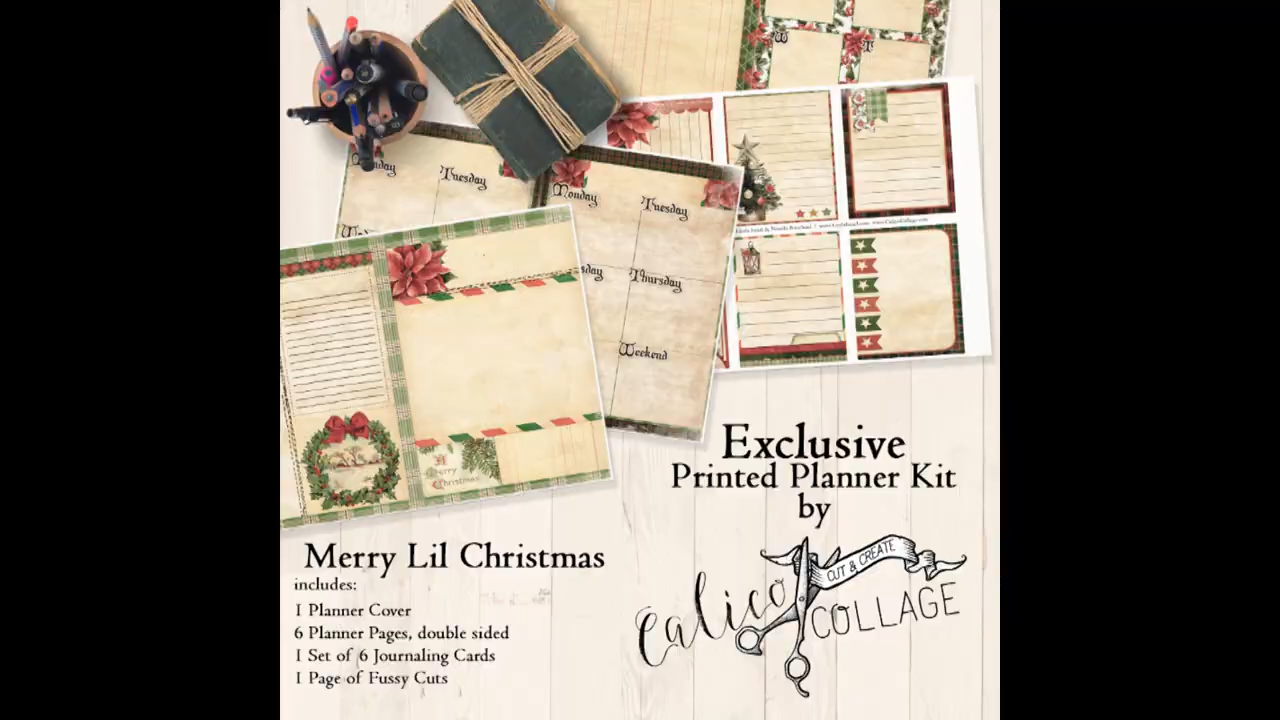 Tuesday
Monday
Tuesday
Thursday
Weekend
A
Merry
Christmas
Exclusive
Printed Planner Kit
by
CUT & CREATE
Calico
COLLAGE
Merry Lil Christmas
includes:
1 Planner Cover
6 Planner Pages, double sided
1 Set of 6 Journaling Cards
1 Page of Fussy Cuts